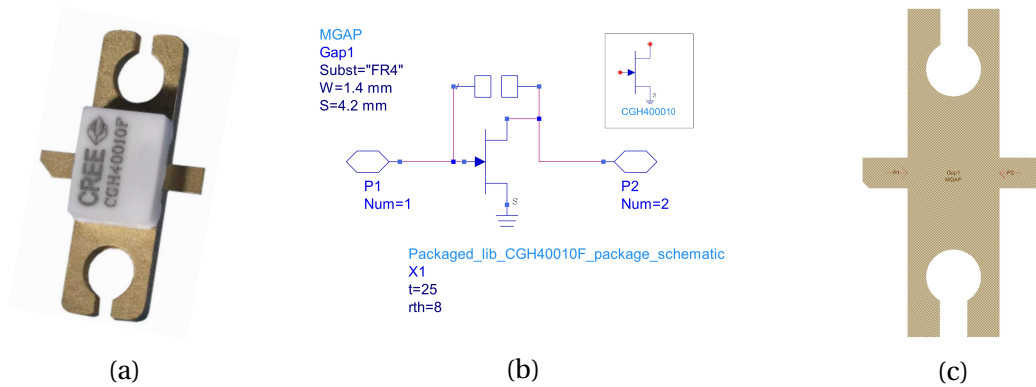 CREE
CGH40010F
MGAP
Gap1
Subst="FR4"
W=1.4 mm
S=4.2 mm
S
CGH400010
P1
Num=1
S
P2
Num=2
Packaged_lib_CGH40010F_package_schematic
X1
t=25
rth=8
P1
Gap1
MGAP
P2
(a)
(b)
(c)